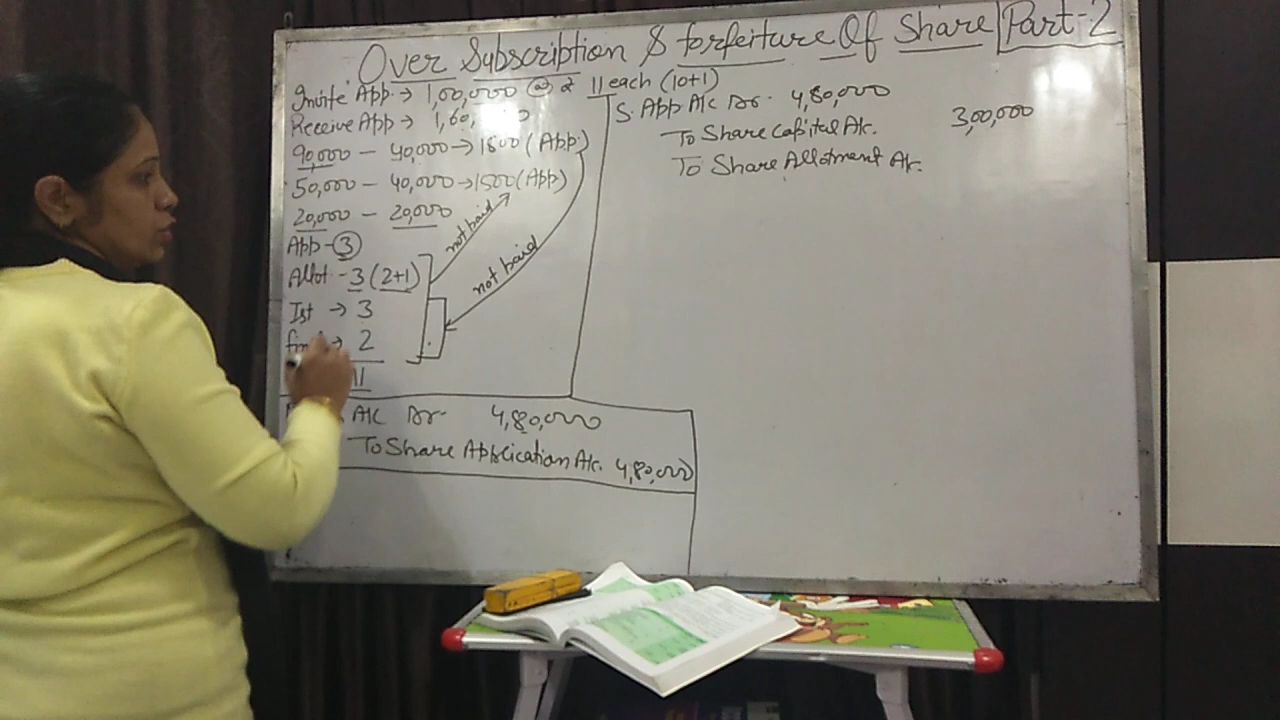 Over Subscription & forfeiture Of Share Part-2
Invite App → 1,00,000 @ ₹ 11 each (10+1)
Receive App → 1,60,
90,000 - 40,000 → 1800 (App)
50,000 - 40,000 → 1500 (App)
20,000 - 20,000
App - 3
Allot - 3 (2+1)
Ist → 3
→ 2
11
not paid
not paid
A/c Dr. 4,80,000
To Share Application A/c. 4,80,000
S. App A/c Dr. 4,80,000
To Share Capital A/c. 3,00,000
To Share Allotment A/c.